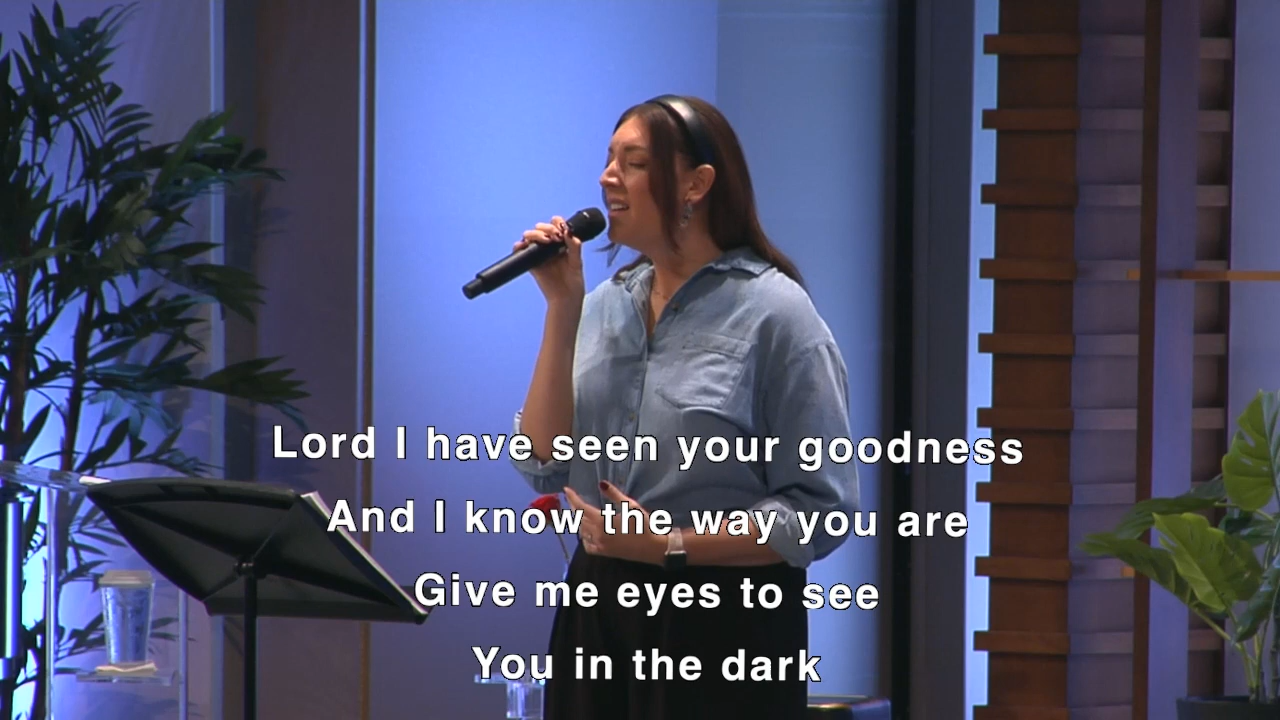 Lord I have seen your goodness
And I know the way you are
Give me eyes to see
You in the dark